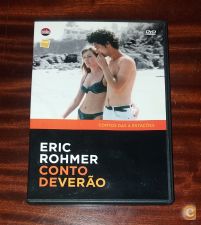 DVD
CONTOS DAS 4 ESTAÇÕES
ERIC
ROHMER
CONTO
DEVERÃO